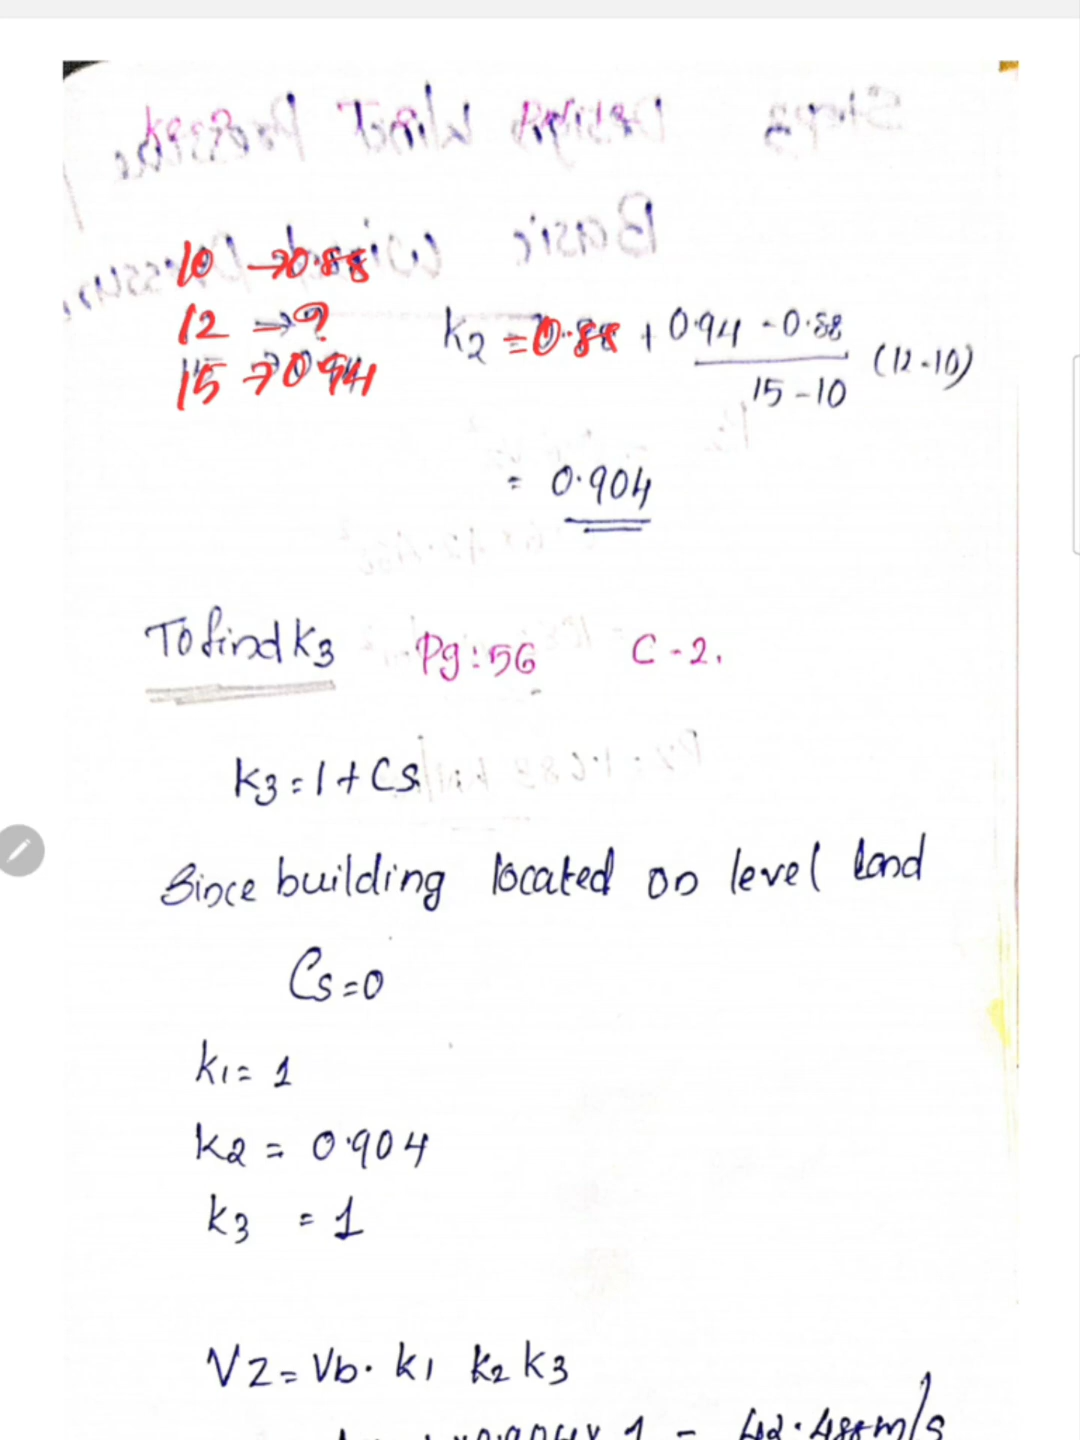 10 → 0.88
12 → ?
15 → 0.94
k2 = 0.88 + 0.94 - 0.88 / 15 - 10 (12-10)
= 0.904
To find k3 Pg:56 C-2.
k3 = 1 + Cs
Since building located on level land
Cs = 0
k1 = 1
k2 = 0.904
k3 = 1
VZ = Vb. k1 k2 k3